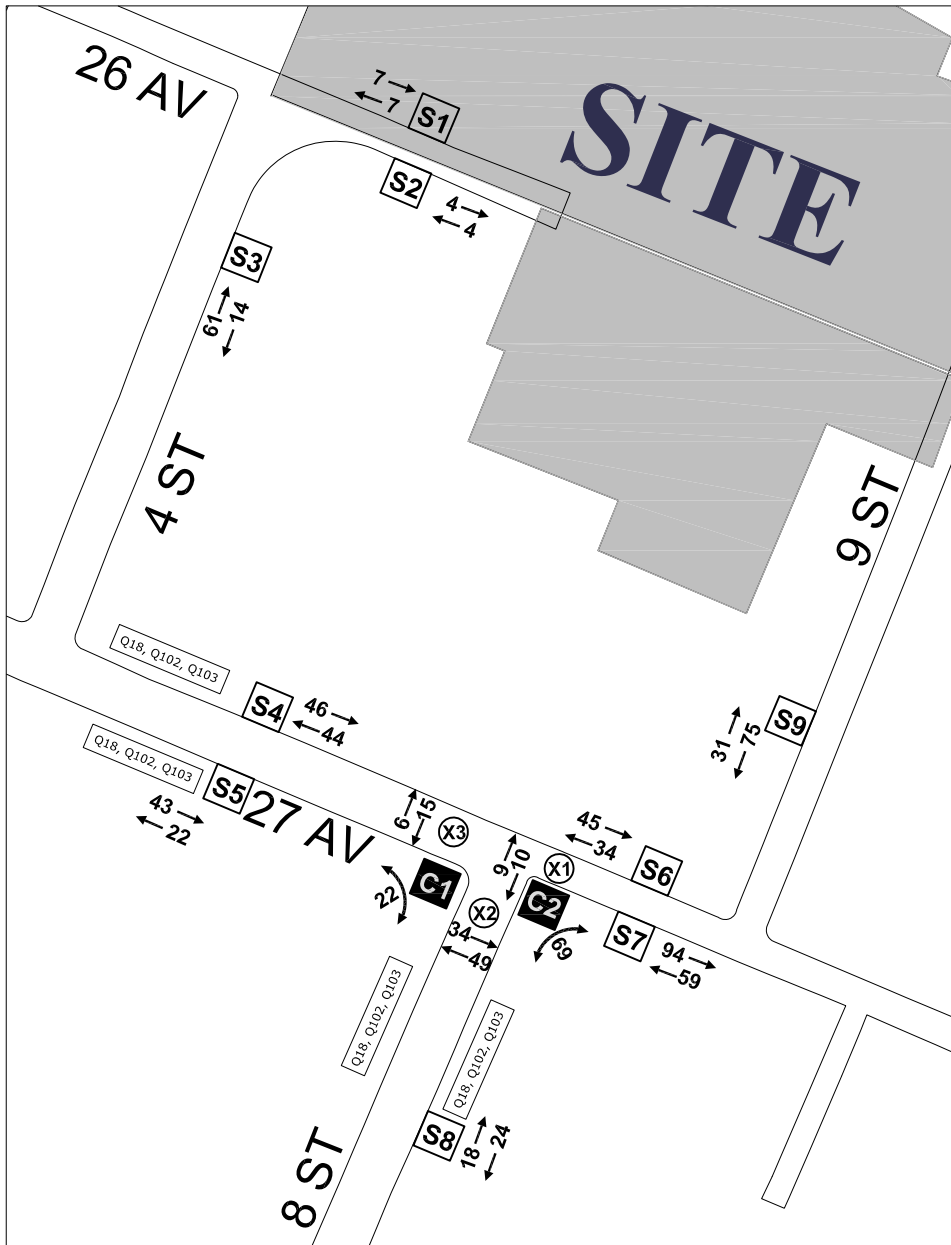 26 AV
SITE
7
7
S1
S2
4
4
S3
61
14
4 ST
9 ST
Q18, Q102, Q103
S4
46
44
Q18, Q102, Q103
S5
43
22
27 AV
S9
31
75
6
15
X3
9
10
X1
45
34
S6
C1
22
X2
C2
69
S7
94
59
34
49
Q18, Q102, Q103
Q18, Q102, Q103
S8
18
24
8 ST